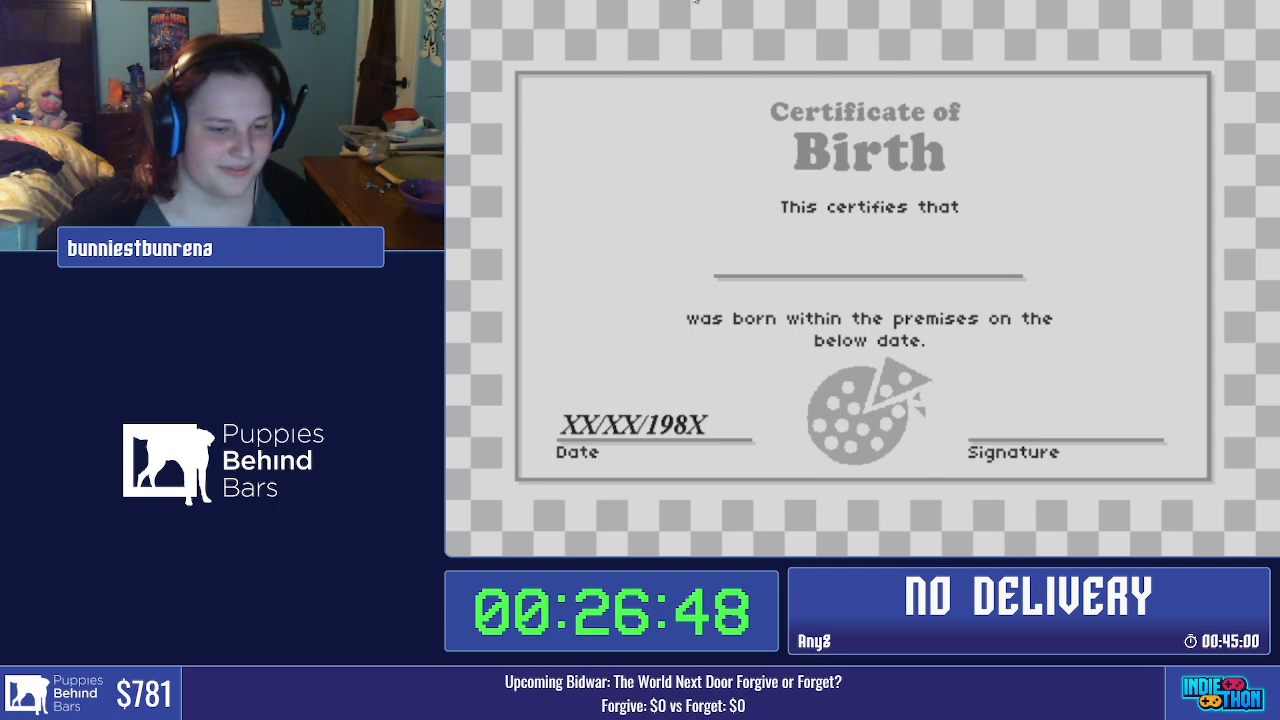 Certificate of
Birth
This certifies that
was born within the premises on the
below date.
XX/XX/198X
Date
Signature
bunniestbunrena
Puppies
Behind
Bars
00:26:48
NO DELIVERY
Any%
00:45:00
Puppies
Behind
Bars
$781
Upcoming Bidwar: The World Next Door Forgive or Forget?
Forgive: $0 vs Forget: $0
INDIE
THON